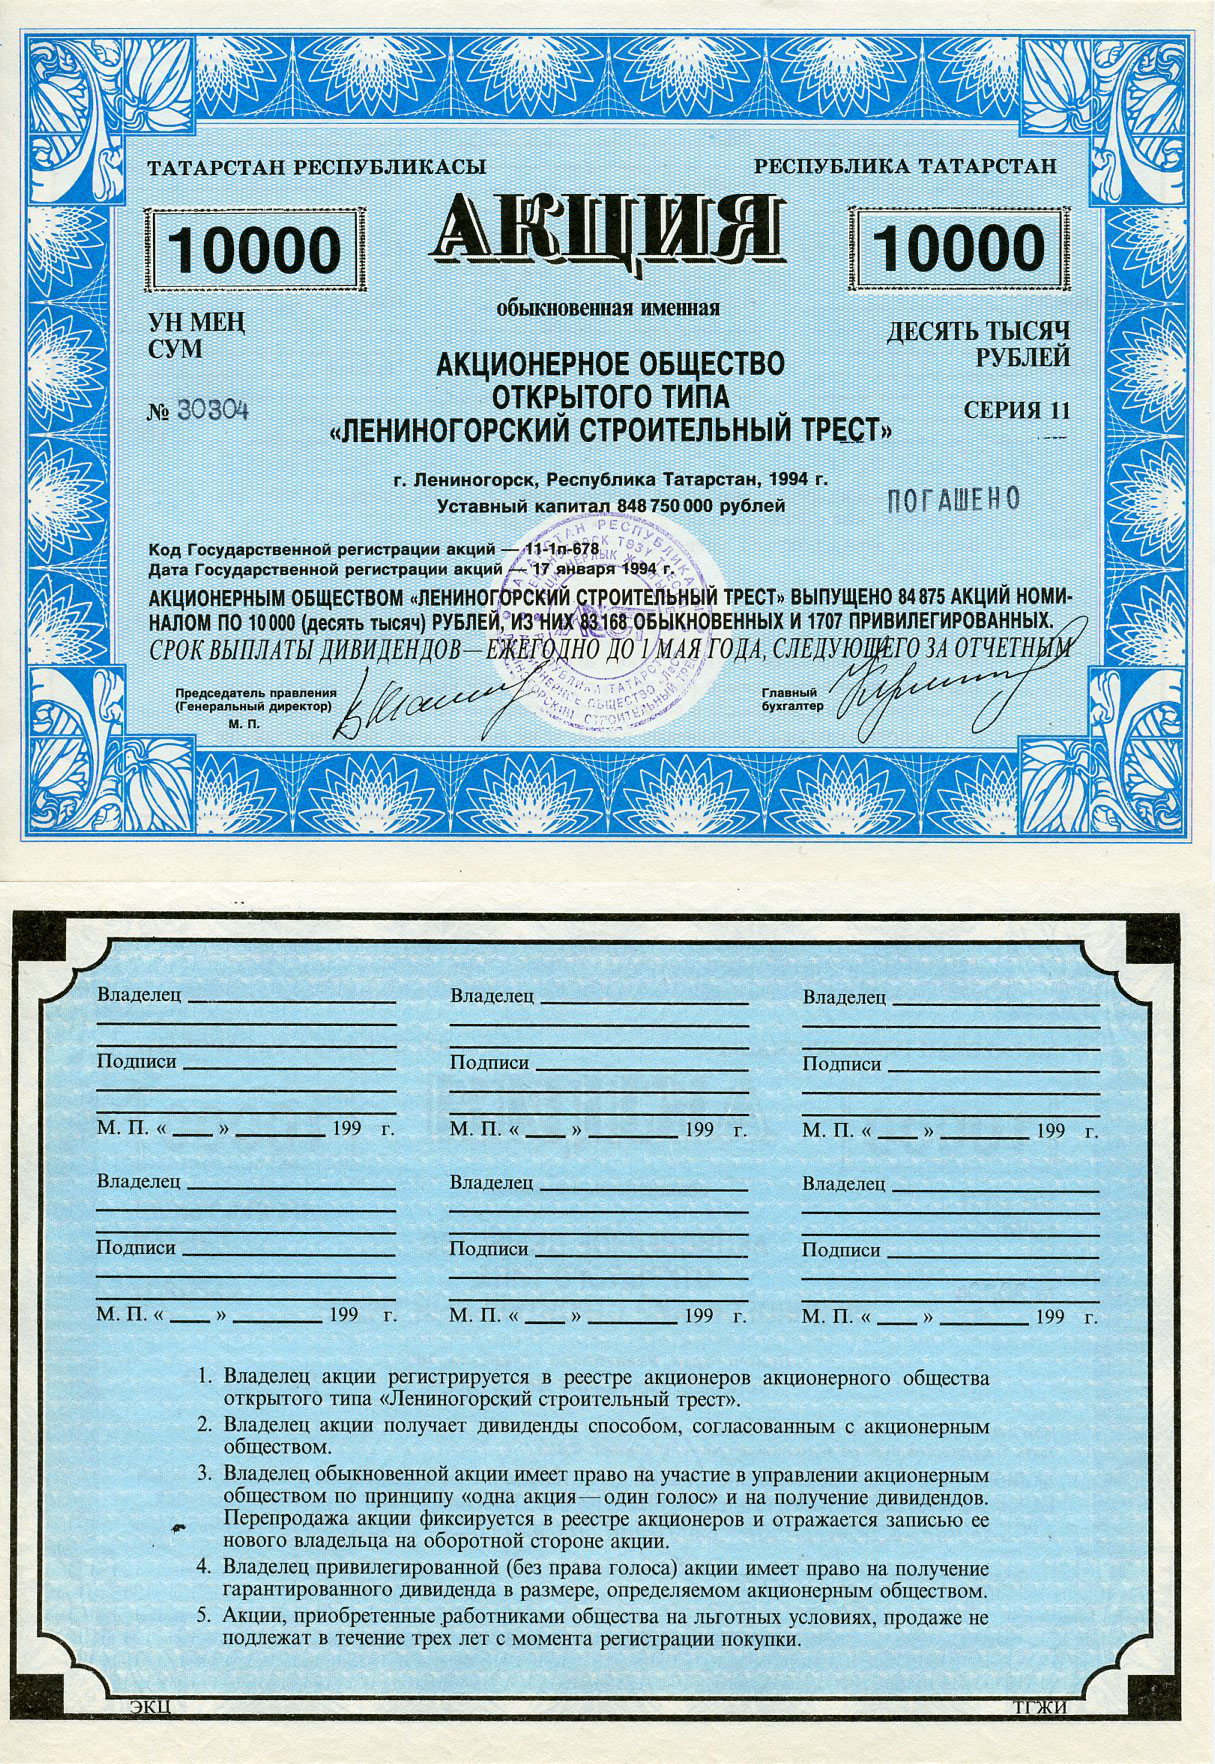 ТАТАРСТАН РЕСПУБЛИКАСЫ
РЕСПУБЛИКА ТАТАРСТАН
АКЦИЯ
10000
10000
обыкновенная именная
УН МЕҢ
СУМ
ДЕСЯТЬ ТЫСЯЧ
РУБЛЕЙ
АКЦИОНЕРНОЕ ОБЩЕСТВО
ОТКРЫТОГО ТИПА
«ЛЕНИНОГОРСКИЙ СТРОИТЕЛЬНЫЙ ТРЕСТ»
№ 30304
СЕРИЯ 11
г. Лениногорск, Республика Татарстан, 1994 г.
Уставный капитал 848 750 000 рублей
ПОГАШЕНО
Код Государственной регистрации акций — 11-1п-678
Дата Государственной регистрации акций — 17 января 1994 г.
АКЦИОНЕРНЫМ ОБЩЕСТВОМ «ЛЕНИНОГОРСКИЙ СТРОИТЕЛЬНЫЙ ТРЕСТ» ВЫПУЩЕНО 84 875 АКЦИЙ НОМИ-
НАЛОМ ПО 10 000 (десять тысяч) РУБЛЕЙ, ИЗ НИХ 83 168 ОБЫКНОВЕННЫХ И 1707 ПРИВИЛЕГИРОВАННЫХ.
СРОК ВЫПЛАТЫ ДИВИДЕНДОВ — ЕЖЕГОДНО ДО 1 МАЯ ГОДА, СЛЕДУЮЩЕГО ЗА ОТЧЕТНЫМ
Председатель правления
(Генеральный директор)
М. П.
Главный
бухгалтер
Владелец
Владелец
Владелец
Подписи
Подписи
Подписи
М. П. « » 199 г.
М. П. « » 199 г.
М. П. « » 199 г.
Владелец
Владелец
Владелец
Подписи
Подписи
Подписи
М. П. « » 199 г.
М. П. « » 199 г.
М. П. « » 199 г.
1. Владелец акции регистрируется в реестре акционеров акционерного общества
открытого типа «Лениногорский строительный трест».
2. Владелец акции получает дивиденды способом, согласованным с акционерным
обществом.
3. Владелец обыкновенной акции имеет право на участие в управлении акционерным
обществом по принципу «одна акция — один голос» и на получение дивидендов.
Перепродажа акции фиксируется в реестре акционеров и отражается записью ее
нового владельца на оборотной стороне акции.
4. Владелец привилегированной (без права голоса) акции имеет право на получение
гарантированного дивиденда в размере, определяемом акционерным обществом.
5. Акции, приобретенные работниками общества на льготных условиях, продаже не
подлежат в течение трех лет с момента регистрации покупки.
ЭКЦ
ТГЖИ